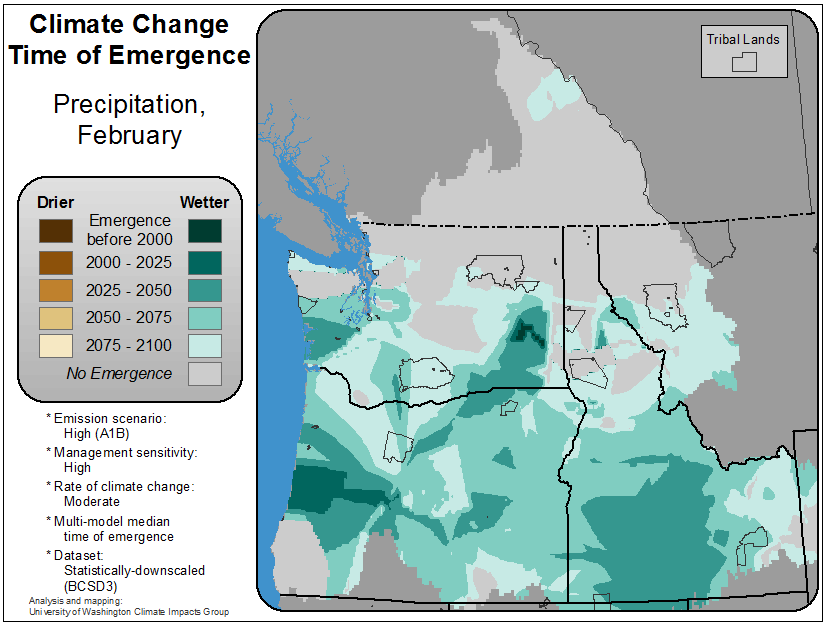 Climate Change
Time of Emergence
Precipitation,
February
Tribal Lands
Drier Wetter
Emergence
before 2000
2000 - 2025
2025 - 2050
2050 - 2075
2075 - 2100
No Emergence
* Emission scenario:
High (A1B)
* Management sensitivity:
High
* Rate of climate change:
Moderate
* Multi-model median
time of emergence
* Dataset:
Statistically-downscaled
(BCSD3)
Analysis and mapping:
University of Washington Climate Impacts Group